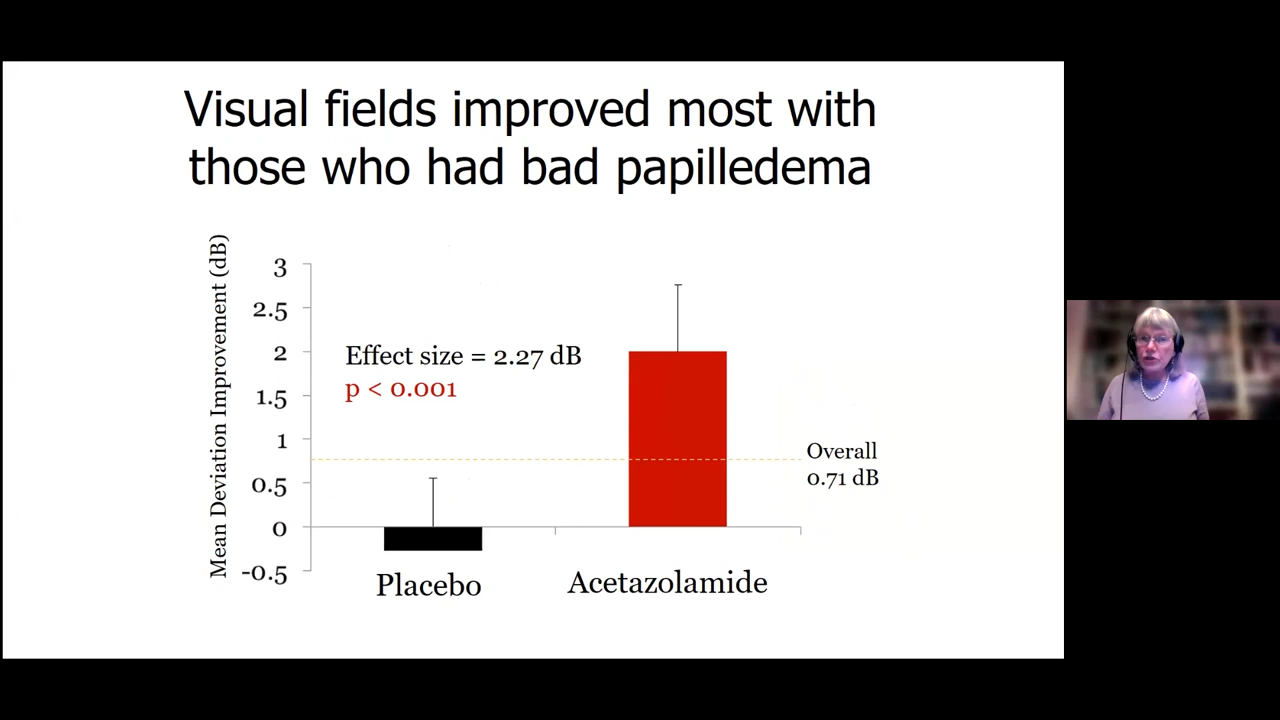 Visual fields improved most with
those who had bad papilledema
Mean Deviation Improvement (dB)
3
2.5
2
1.5
1
0.5
0
-0.5
Effect size = 2.27 dB
p < 0.001
Overall
0.71 dB
Placebo
Acetazolamide